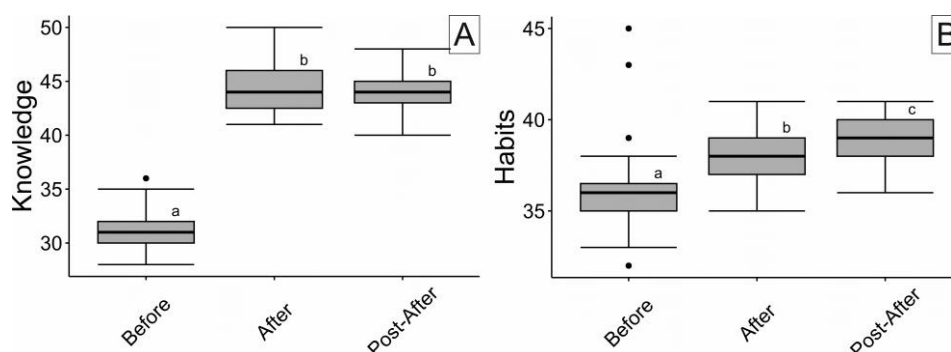 A
Knowledge
50
45
40
35
30
a
b
b
Before
After
Post-After
B
Habits
45
40
35
a
b
c
Before
After
Post-After